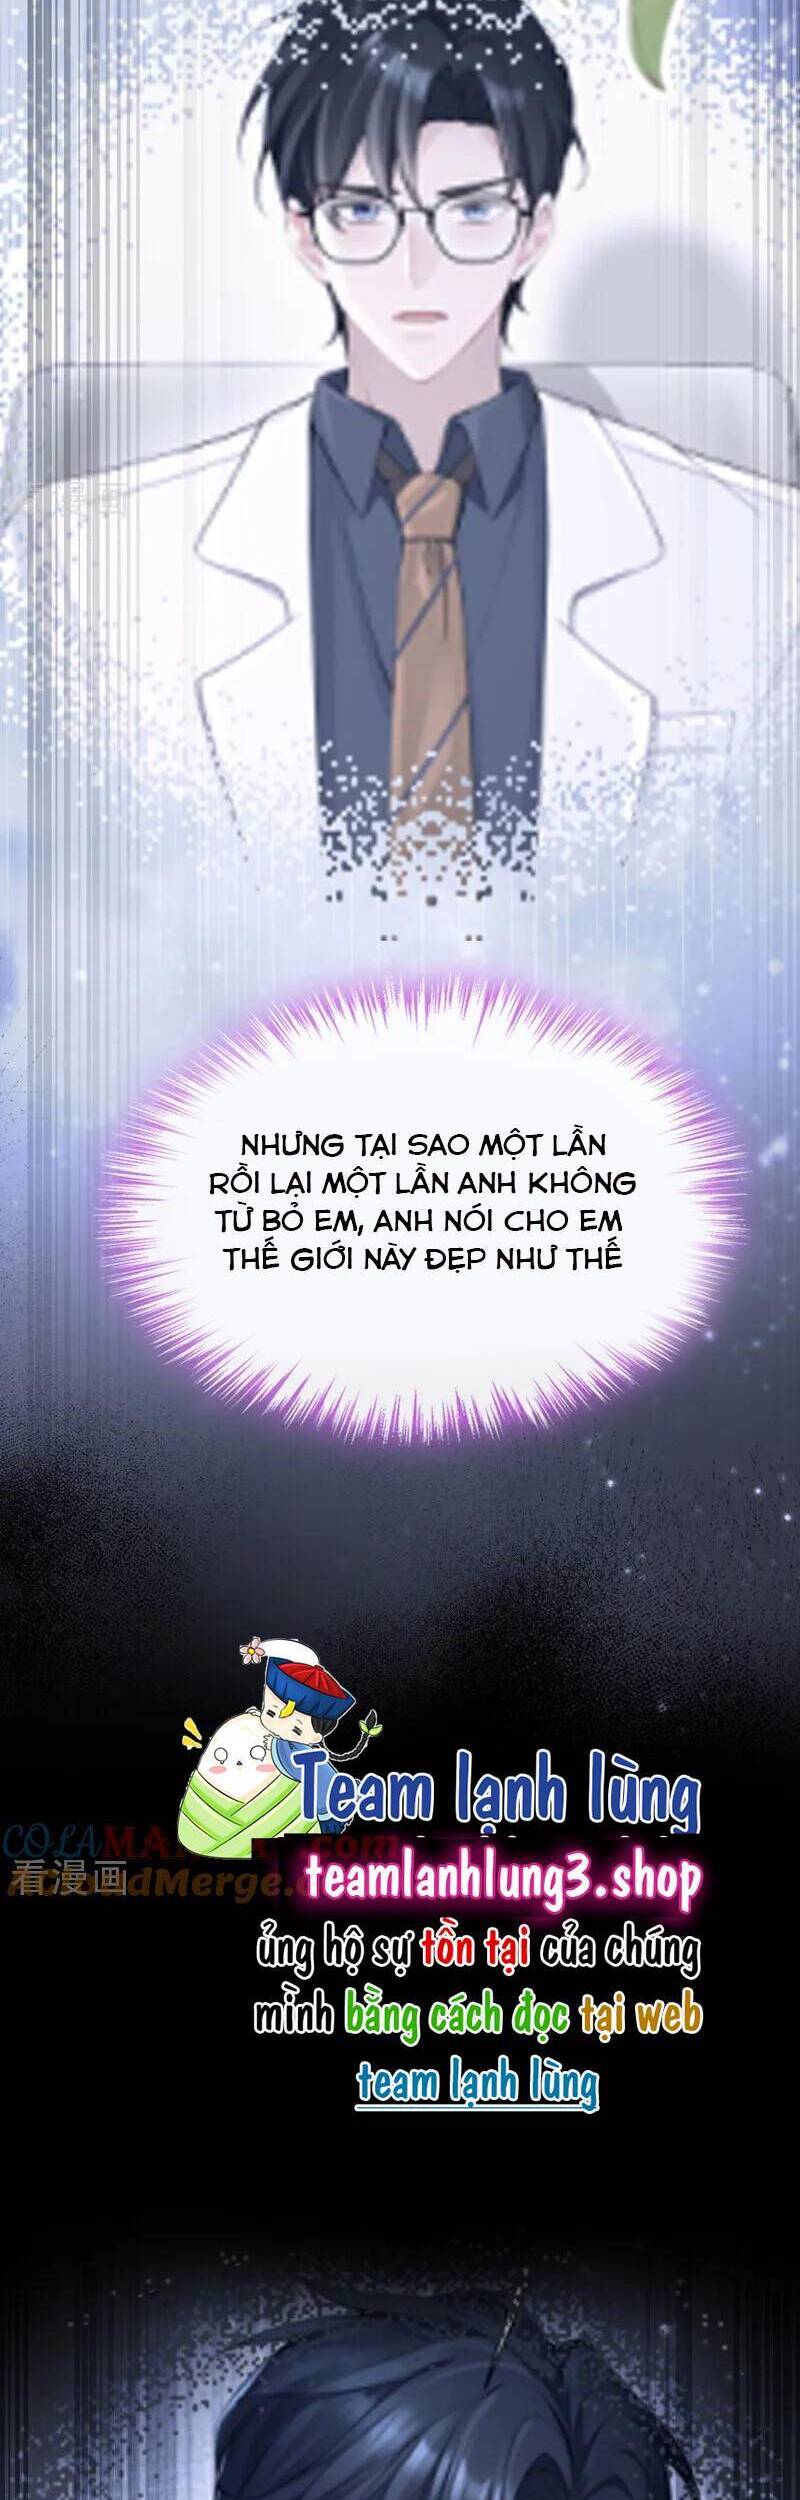 NHƯNG TẠI SAO MỘT LẦN
RỒI LẠI MỘT LẦN ANH KHÔNG
TỪ BỎ EM, ANH NÓI CHO EM
THẾ GIỚI NÀY ĐẸP NHƯ THẾ
Team lạnh lùng
COLAMANGA.com
看漫画
teamlanhlung3.shop
ủng hộ sự tồn tại của chúng
mình bằng cách đọc tại web
team lạnh lùng